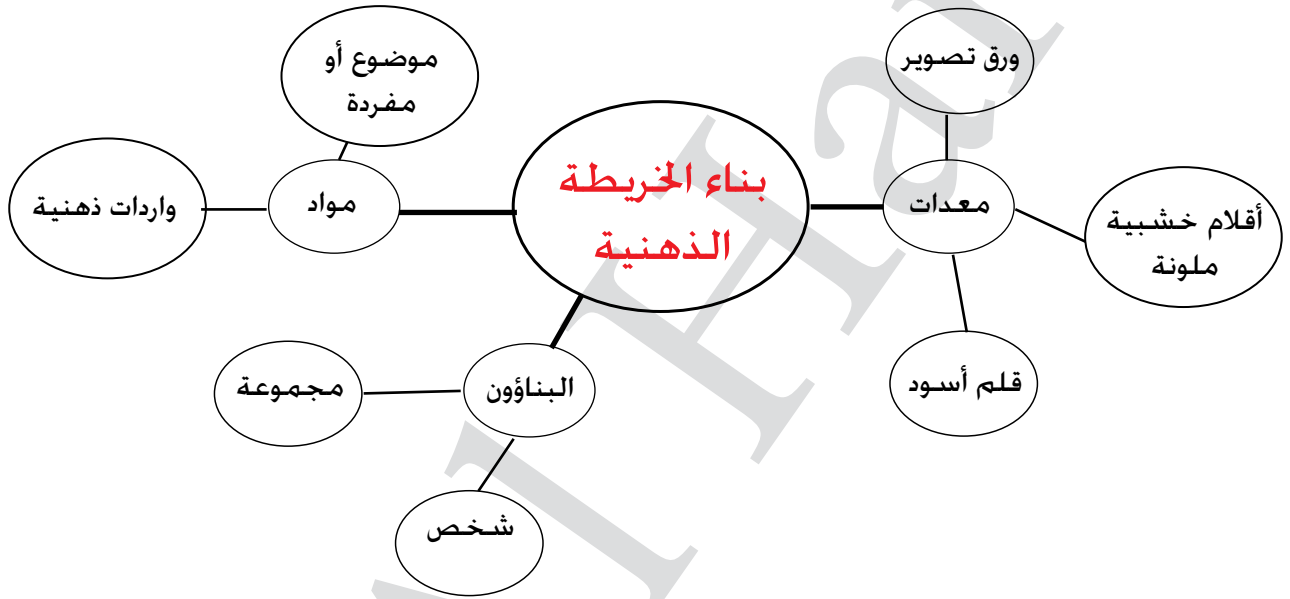 بناء الخريطة
الذهنية
معدات
ورق تصوير
أقلام خشبية
ملونة
قلم أسود
البناؤون
مجموعة
شخص
مواد
موضوع أو
مفردة
واردات ذهنية